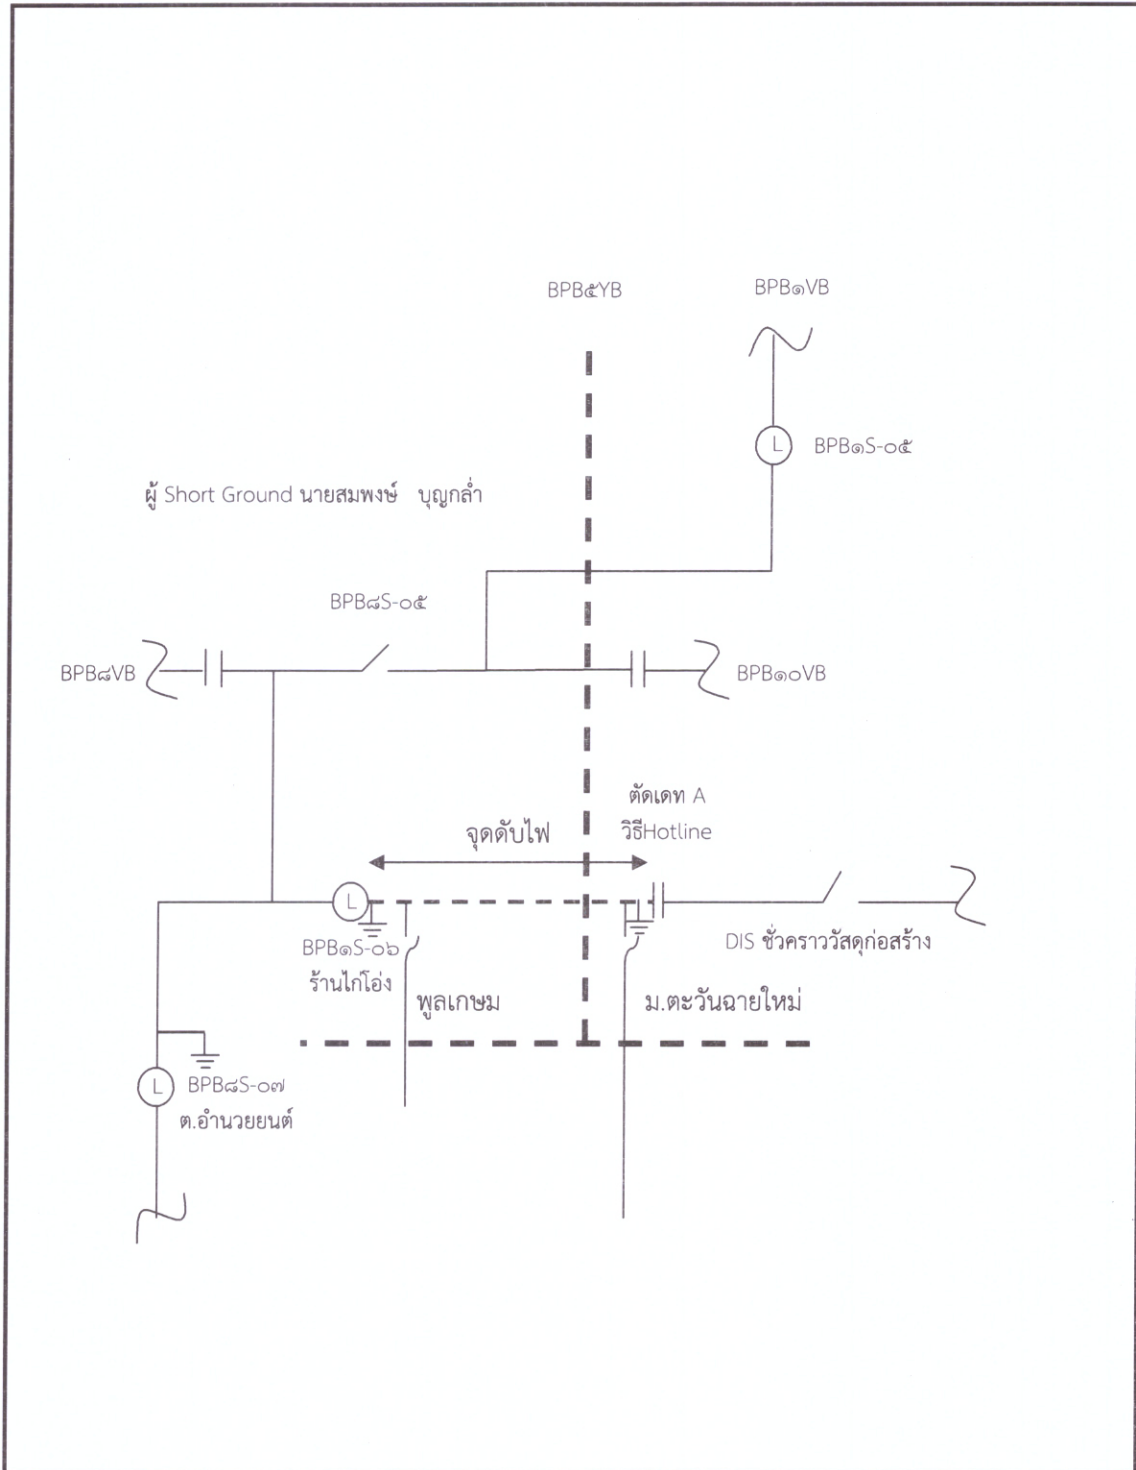 BPB๕YB
BPB๑VB
L
BPB๑S-๐๕
ผู้ Short Ground นายสมพงษ์ บุญกล่ำ
BPB๘S-๐๕
BPB๘VB
BPB๑๐VB
ตัดเดท A
จุดดับไฟ
วิธีHotline
L
BPB๑S-๐๖
DIS ชั่วคราววัสดุก่อสร้าง
ร้านไก่โอ่ง
พูลเกษม
ม.ตะวันฉายใหม่
L
BPB๘S-๐๗
ต.อำนวยยนต์